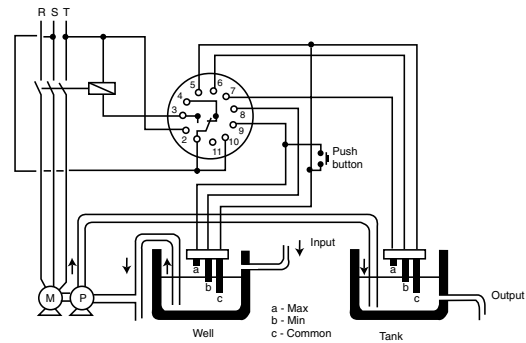 R S T
5
6
7
4
8
3
9
2
10
11
Push
button
Input
a
b
c
a
b
c
M
P
Output
a - Max
b - Min
c - Common
Well
Tank